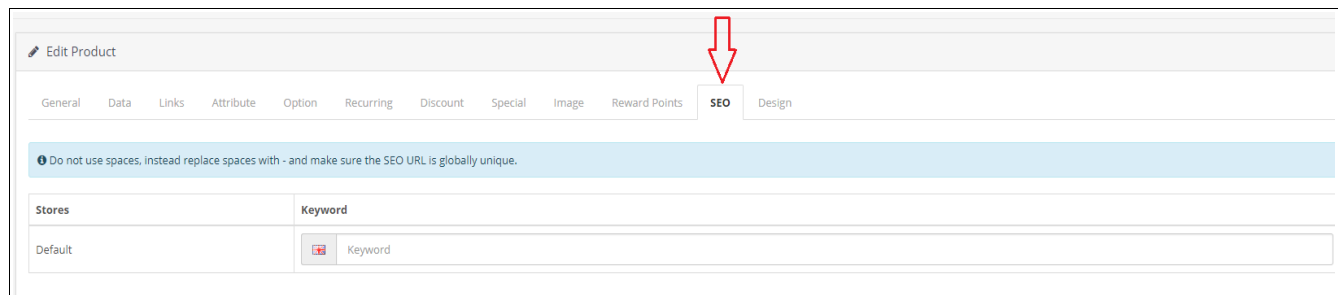 Edit Product
General Data Links Attribute Option Recurring Discount Special Image Reward Points SEO Design
Do not use spaces, instead replace spaces with - and make sure the SEO URL is globally unique.
Stores Keyword
Default Keyword